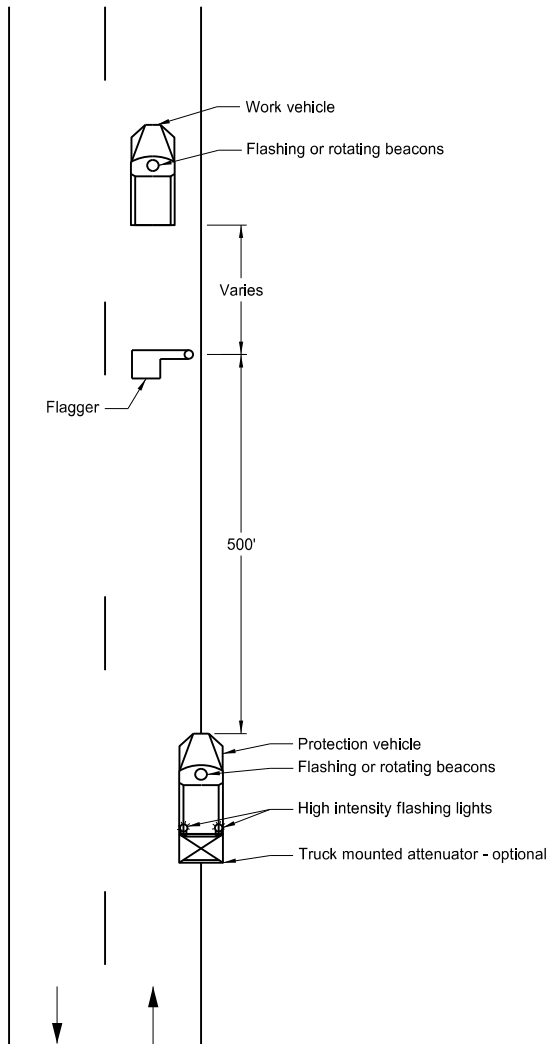 Work vehicle
Flashing or rotating beacons
Varies
Flagger
500'
Protection vehicle
Flashing or rotating beacons
High intensity flashing lights
Truck mounted attenuator - optional